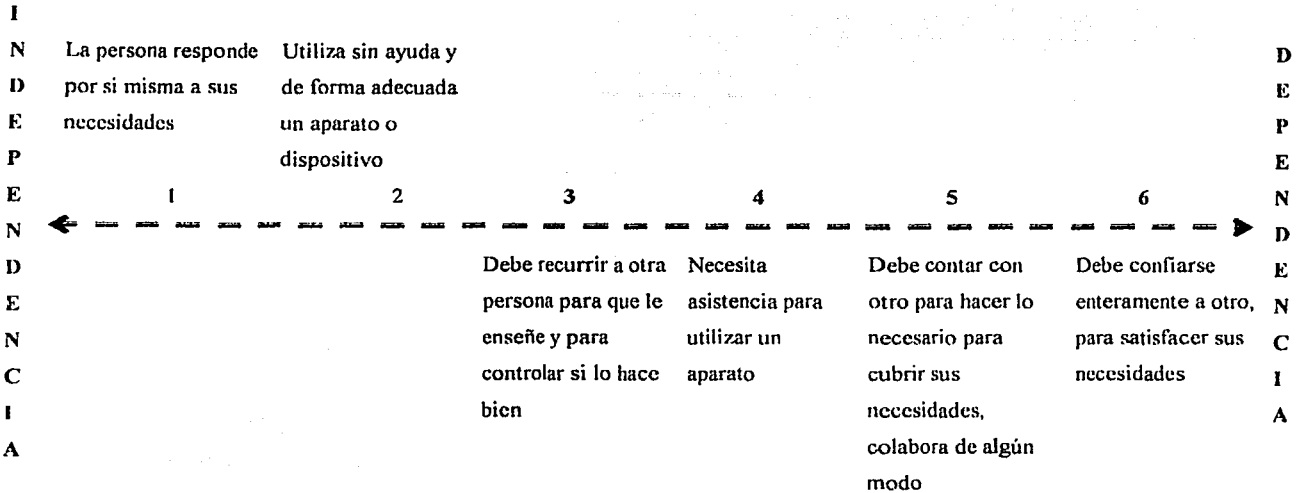 INDEPENDENCIA
La persona responde
por si misma a sus
necesidades
Utiliza sin ayuda y
de forma adecuada
un aparato o
dispositivo
1 2 3 4 5 6
Debe recurrir a otra
persona para que le
enseñe y para
controlar si lo hace
bien
Necesita
asistencia para
utilizar un
aparato
Debe contar con
otro para hacer lo
necesario para
cubrir sus
necesidades,
colabora de algún
modo
Debe confiarse
enteramente a otro,
para satisfacer sus
necesidades
DEPENDENCIA